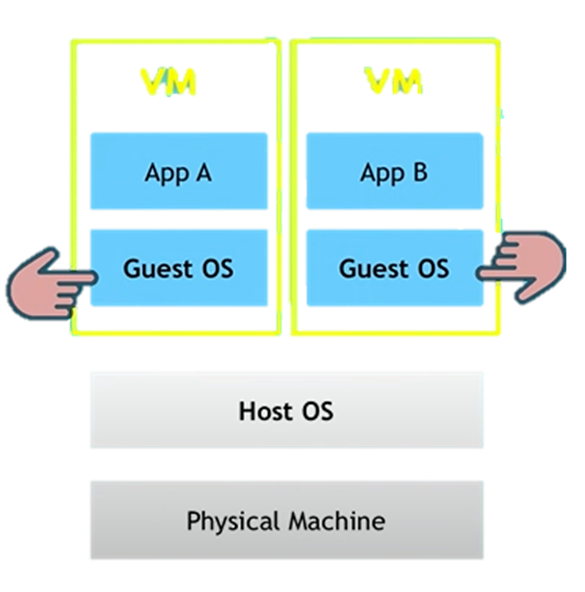 VM VM
App A App B
Guest OS Guest OS
Host OS
Physical Machine